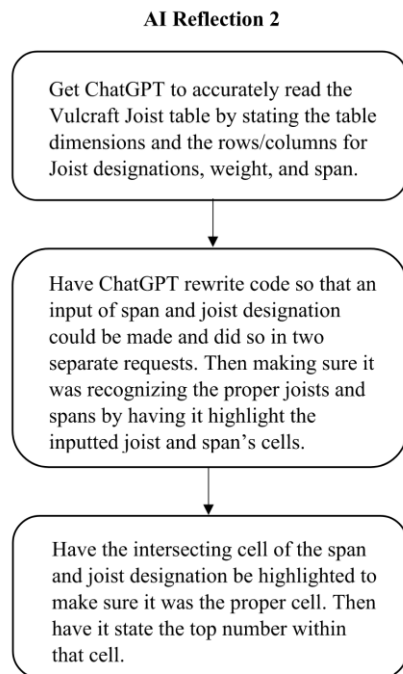 AI Reflection 2
Get ChatGPT to accurately read the
Vulcraft Joist table by stating the table
dimensions and the rows/columns for
Joist designations, weight, and span.
Have ChatGPT rewrite code so that an
input of span and joist designation
could be made and did so in two
separate requests. Then making sure it
was recognizing the proper joists and
spans by having it highlight the
inputted joist and span's cells.
Have the intersecting cell of the span
and joist designation be highlighted to
make sure it was the proper cell. Then
have it state the top number within
that cell.